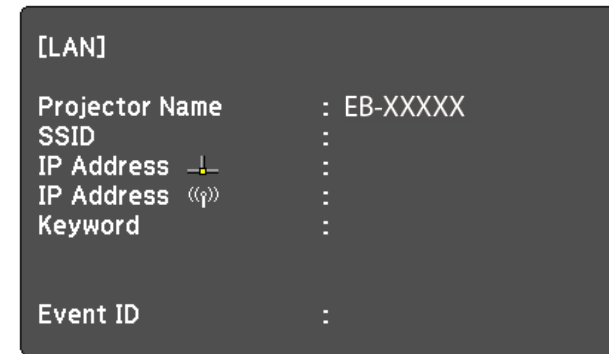 [LAN]
Projector Name : EB-XXXXX
SSID :
IP Address :
IP Address :
Keyword :
Event ID :